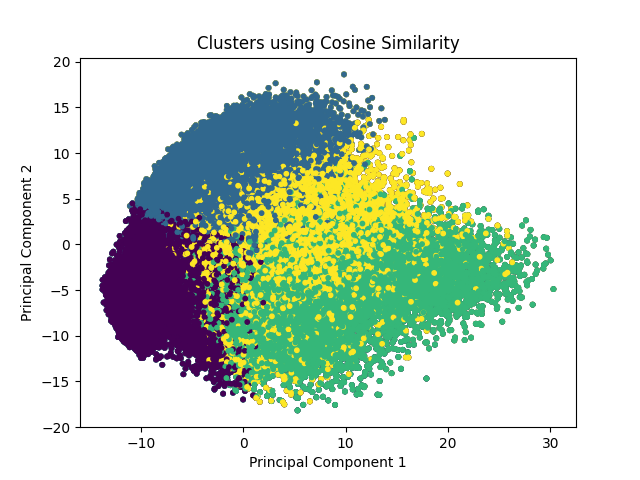 Clusters using Cosine Similarity
20
15
10
5
0
−5
−10
−15
−20
Principal Component 2
−10 0 10 20 30
Principal Component 1